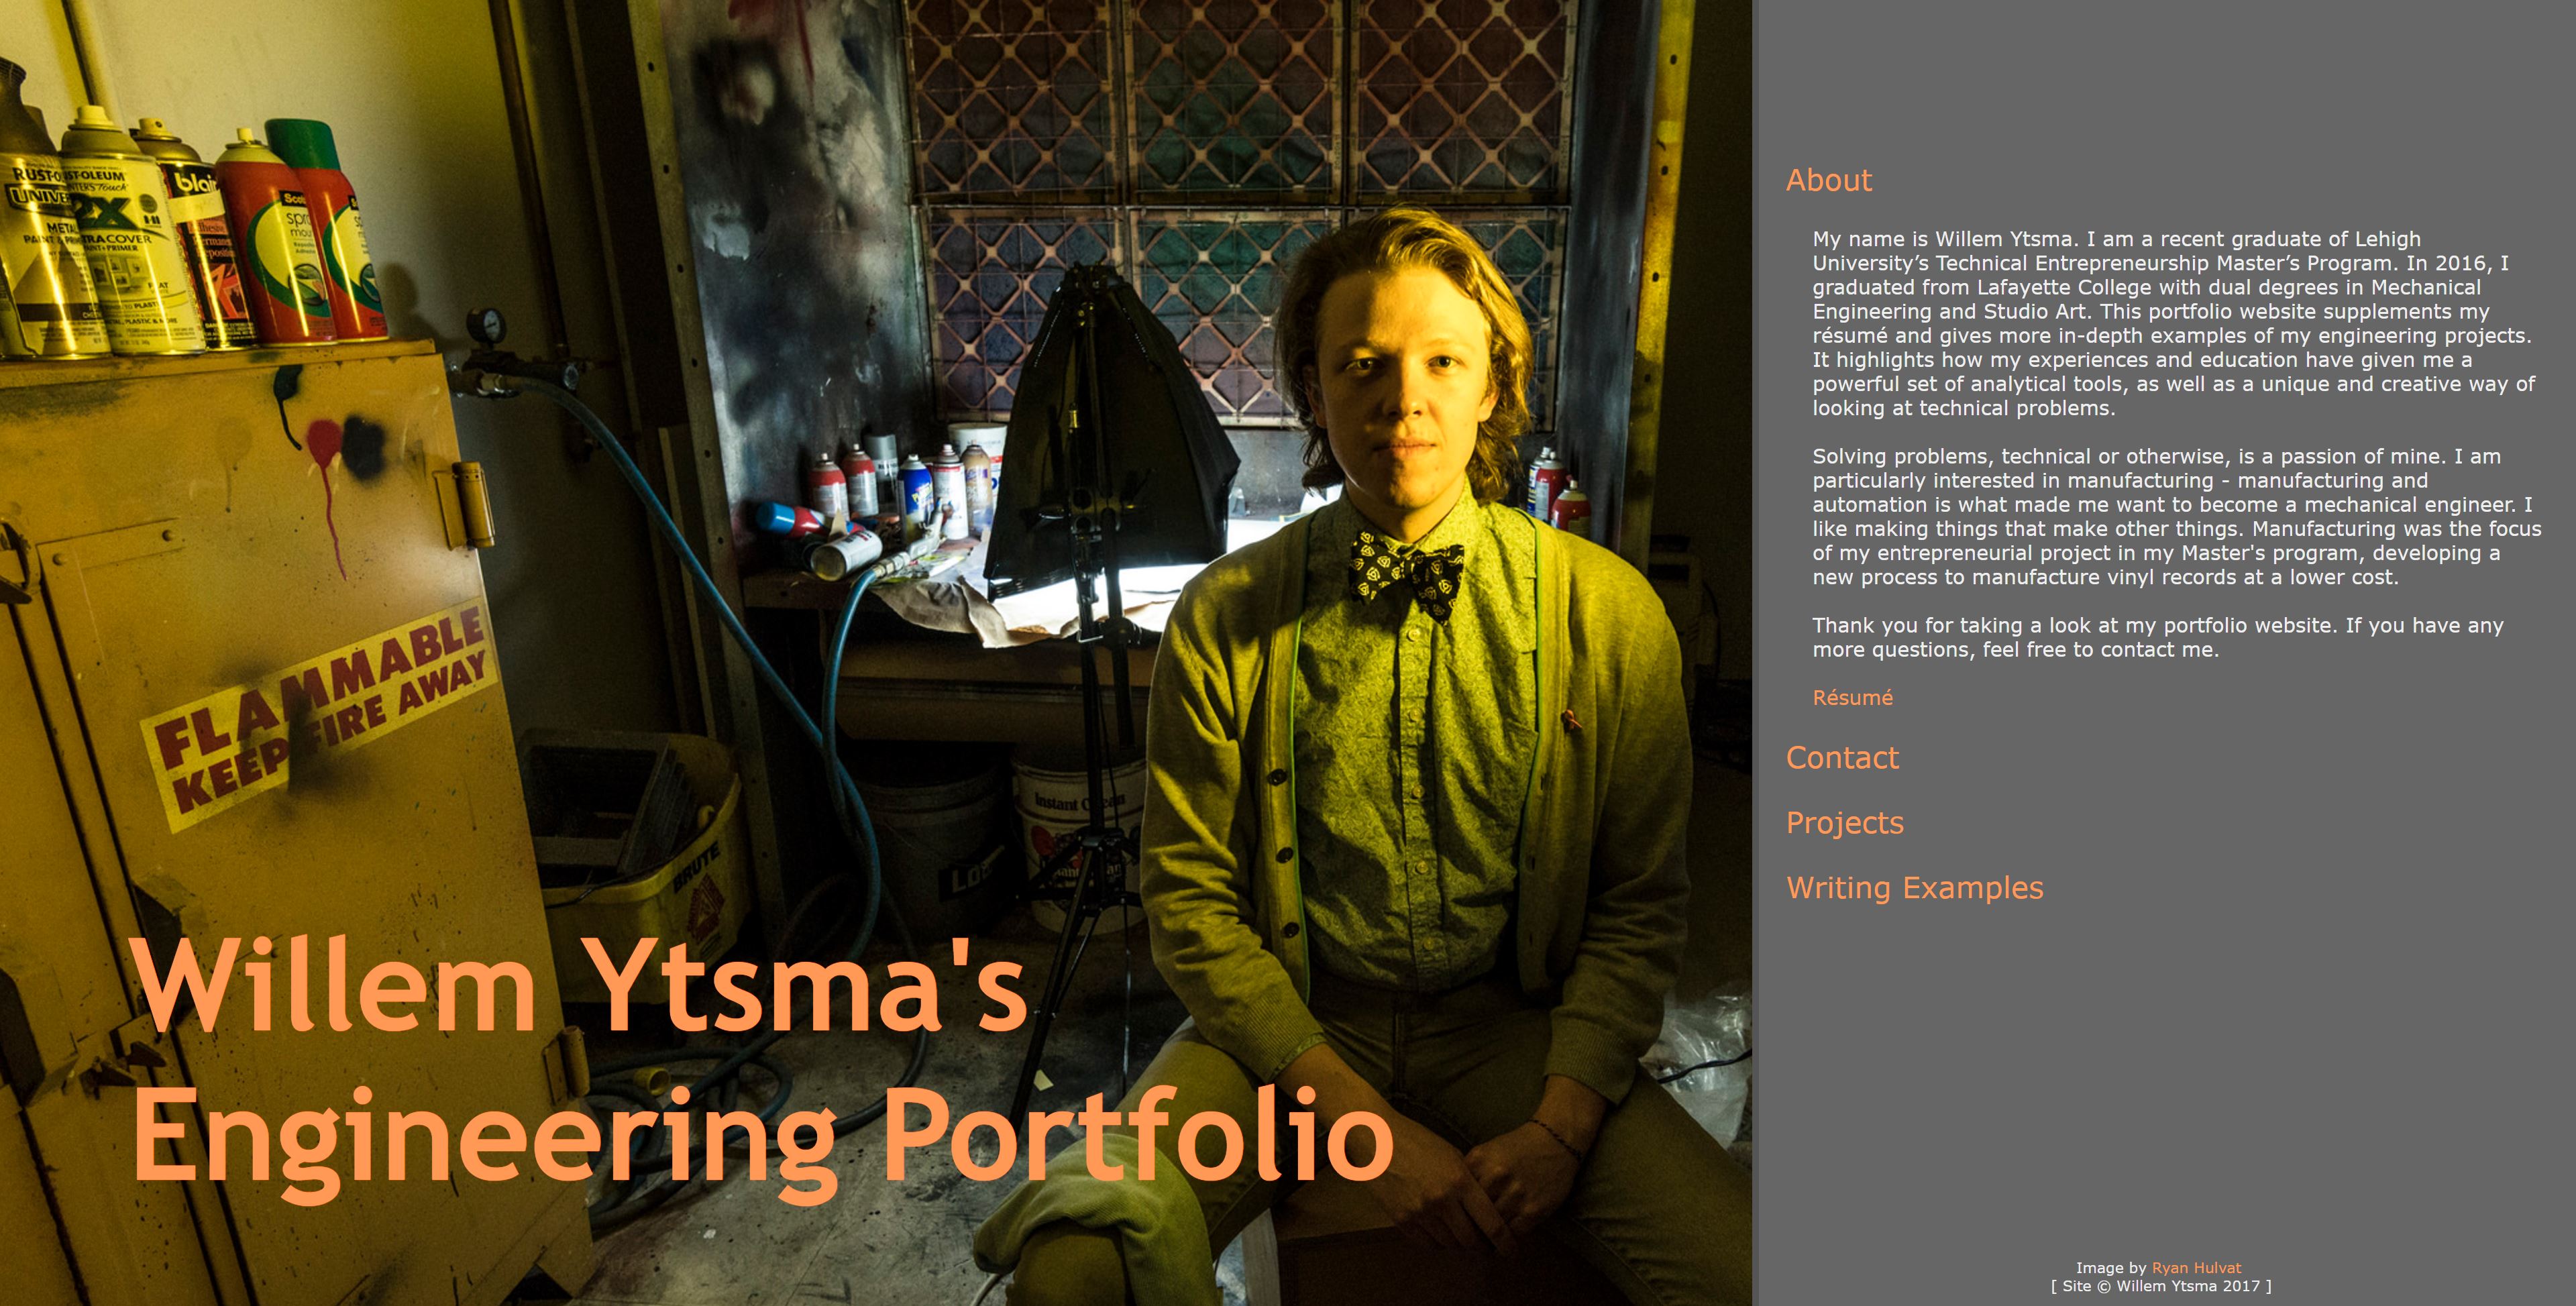 RUST-OLEUM
UNIVE
METAL
PAINT & PRIM
RUST-OLEUM
PAINTERS Touch
2X
ULTRA COVER
PAINT+PRIMER
blair
Adhesive
Scotch
FLAMMABLE
KEEP FIRE AWAY
Instant
BRUTE
Willem Ytsma's
Engineering Portfolio
About
My name is Willem Ytsma. I am a recent graduate of Lehigh
University’s Technical Entrepreneurship Master’s Program. In 2016, I
graduated from Lafayette College with dual degrees in Mechanical
Engineering and Studio Art. This portfolio website supplements my
résumé and gives more in-depth examples of my engineering projects.
It highlights how my experiences and education have given me a
powerful set of analytical tools, as well as a unique and creative way of
looking at technical problems.
Solving problems, technical or otherwise, is a passion of mine. I am
particularly interested in manufacturing - manufacturing and
automation is what made me want to become a mechanical engineer. I
like making things that make other things. Manufacturing was the focus
of my entrepreneurial project in my Master's program, developing a
new process to manufacture vinyl records at a lower cost.
Thank you for taking a look at my portfolio website. If you have any
more questions, feel free to contact me.
Résumé
Contact
Projects
Writing Examples
Image by Ryan Hulvat
[ Site © Willem Ytsma 2017 ]